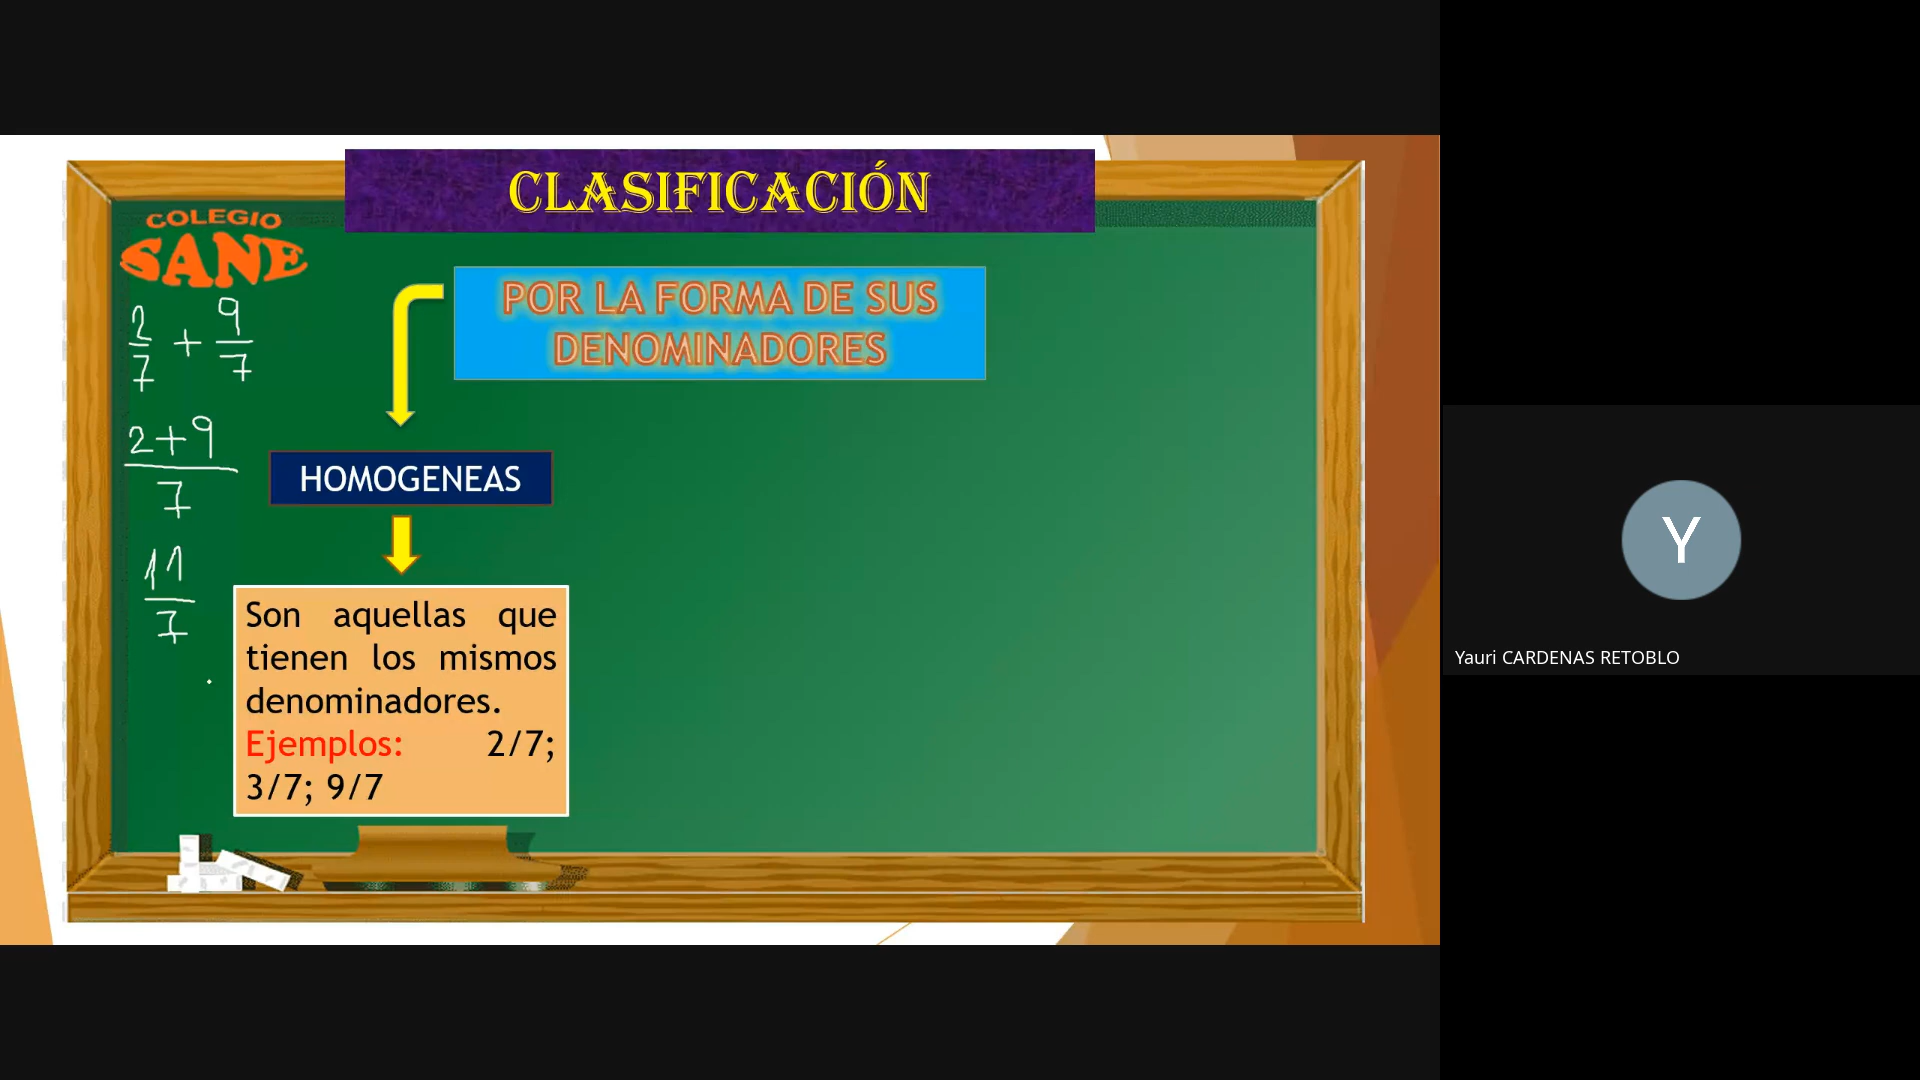 CLASIFICACIÓN
COLEGIO
SANE
POR LA FORMA DE SUS
DENOMINADORES
2/7 + 9/7
2+9
7
11
7
HOMOGENEAS
Son aquellas que
tienen los mismos
denominadores.
Ejemplos: 2/7;
3/7; 9/7
Y
Yauri CARDENAS RETOBLO